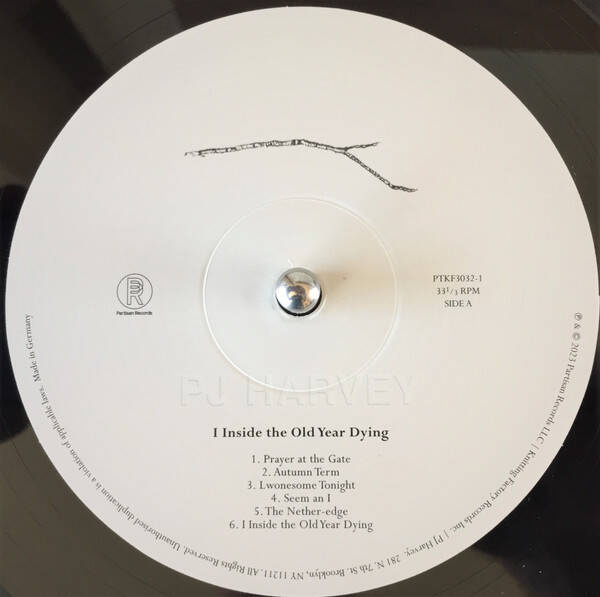 Partisan Records
PTKF3032-1
33 1/3 RPM
SIDE A
PJ HARVEY
I Inside the Old Year Dying
1. Prayer at the Gate
2. Autumn Term
3. Lwonesome Tonight
4. Seem an I
5. The Nether-edge
6. I Inside the Old Year Dying
℗ & © 2023 Partisan Records LLC | Knitting Factory Records Inc. | PJ Harvey. 281 N. 7th St. Brooklyn, NY 11211. All Rights Reserved. Unauthorised duplication is a violation of applicable laws. Made in Germany